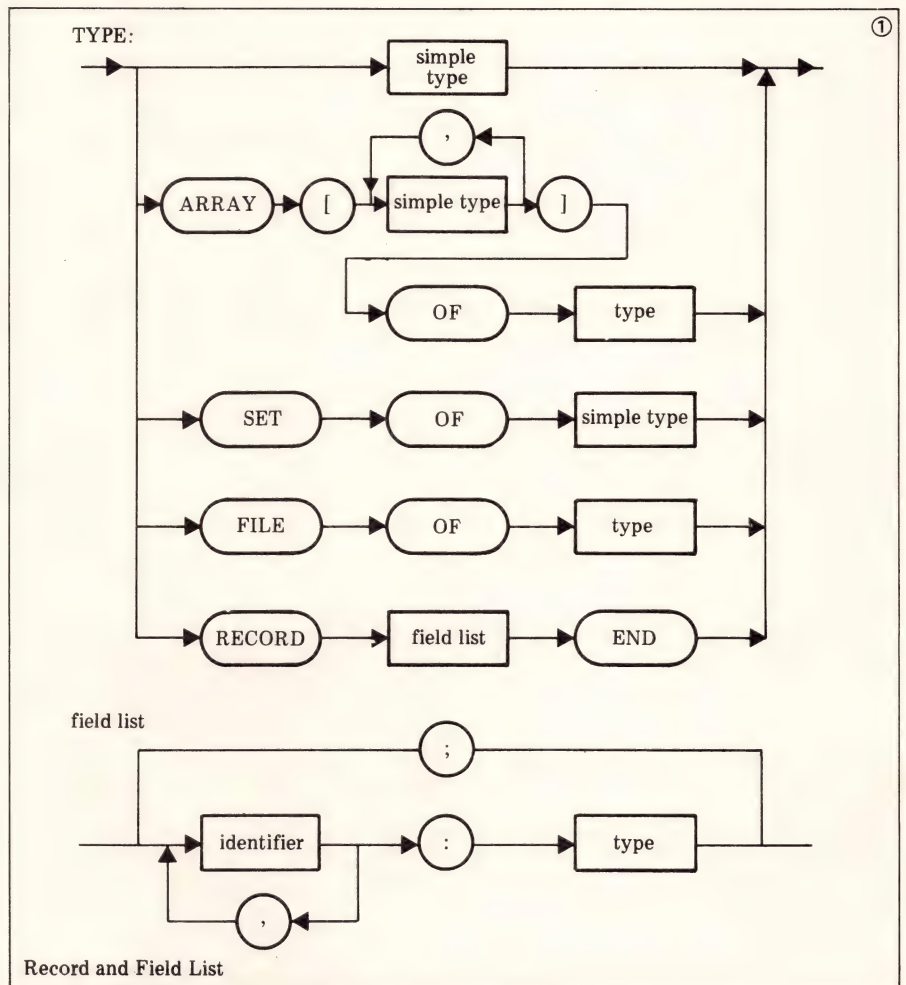 ①
TYPE:
simple
type
,
ARRAY [ simple type ]
OF type
SET OF simple type
FILE OF type
RECORD field list END
field list
;
identifier : type
,
Record and Field List